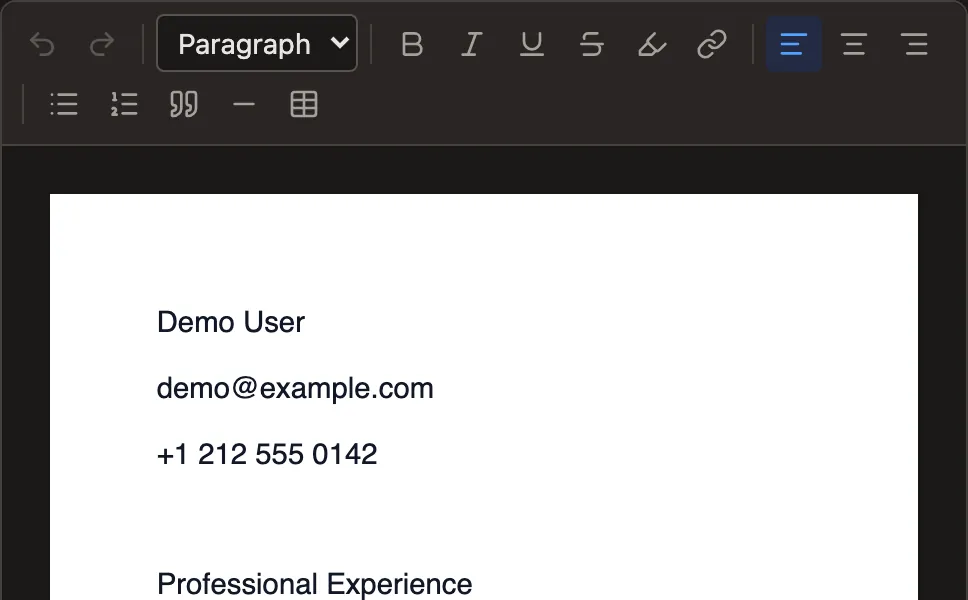 Paragraph
Demo User
demo@example.com
+1 212 555 0142
Professional Experience